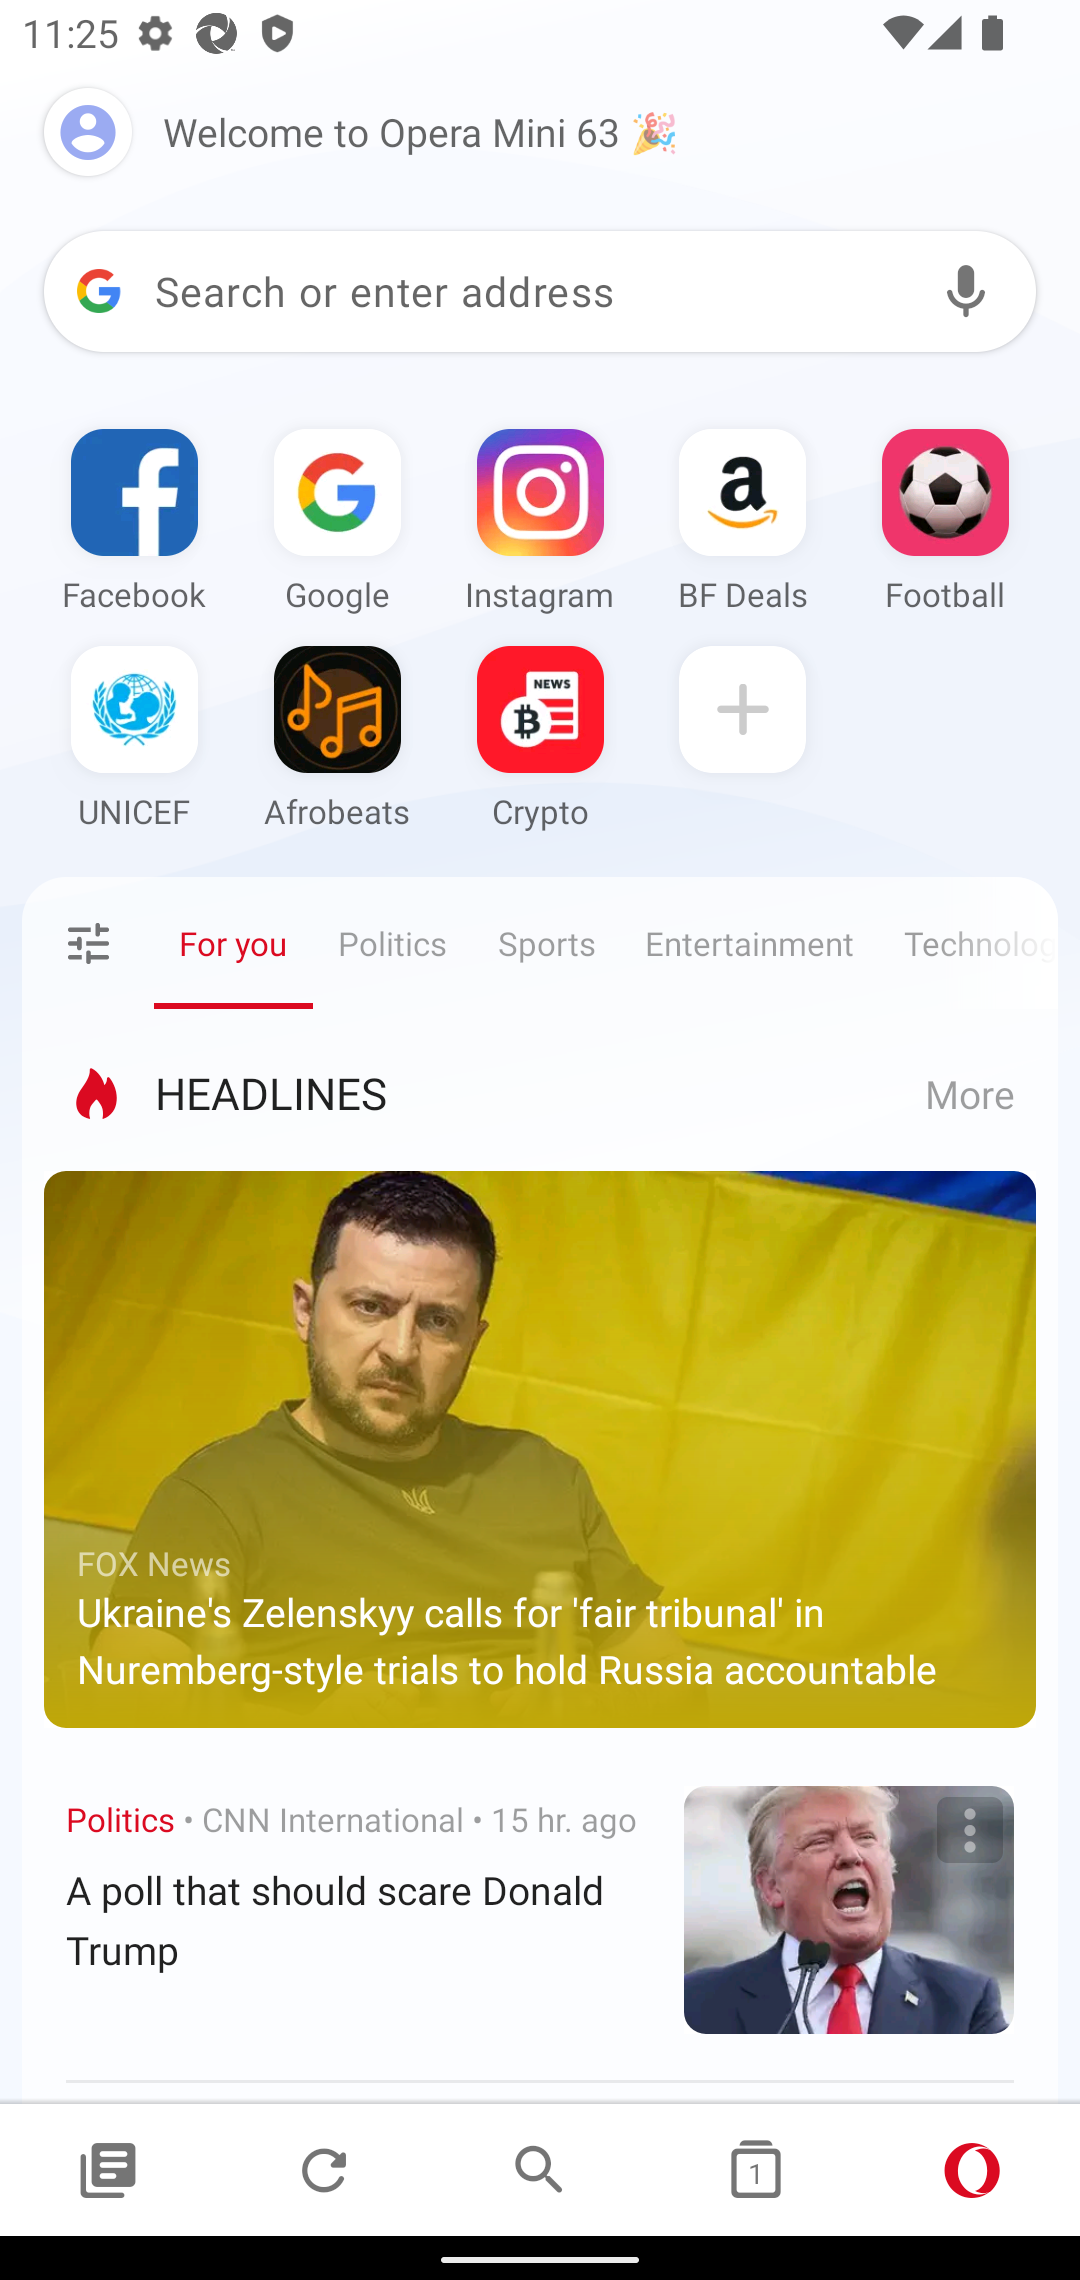 11:25
Welcome to Opera Mini 63 🎉
Search or enter address
Facebook
Google
Instagram
BF Deals
Football
NEWS
UNICEF
Afrobeats
Crypto
For you
Politics
Sports
Entertainment
Technolog
HEADLINES
More
FOX News
Ukraine's Zelenskyy calls for 'fair tribunal' in
Nuremberg-style trials to hold Russia accountable
Politics • CNN International • 15 hr. ago
A poll that should scare Donald
Trump
1